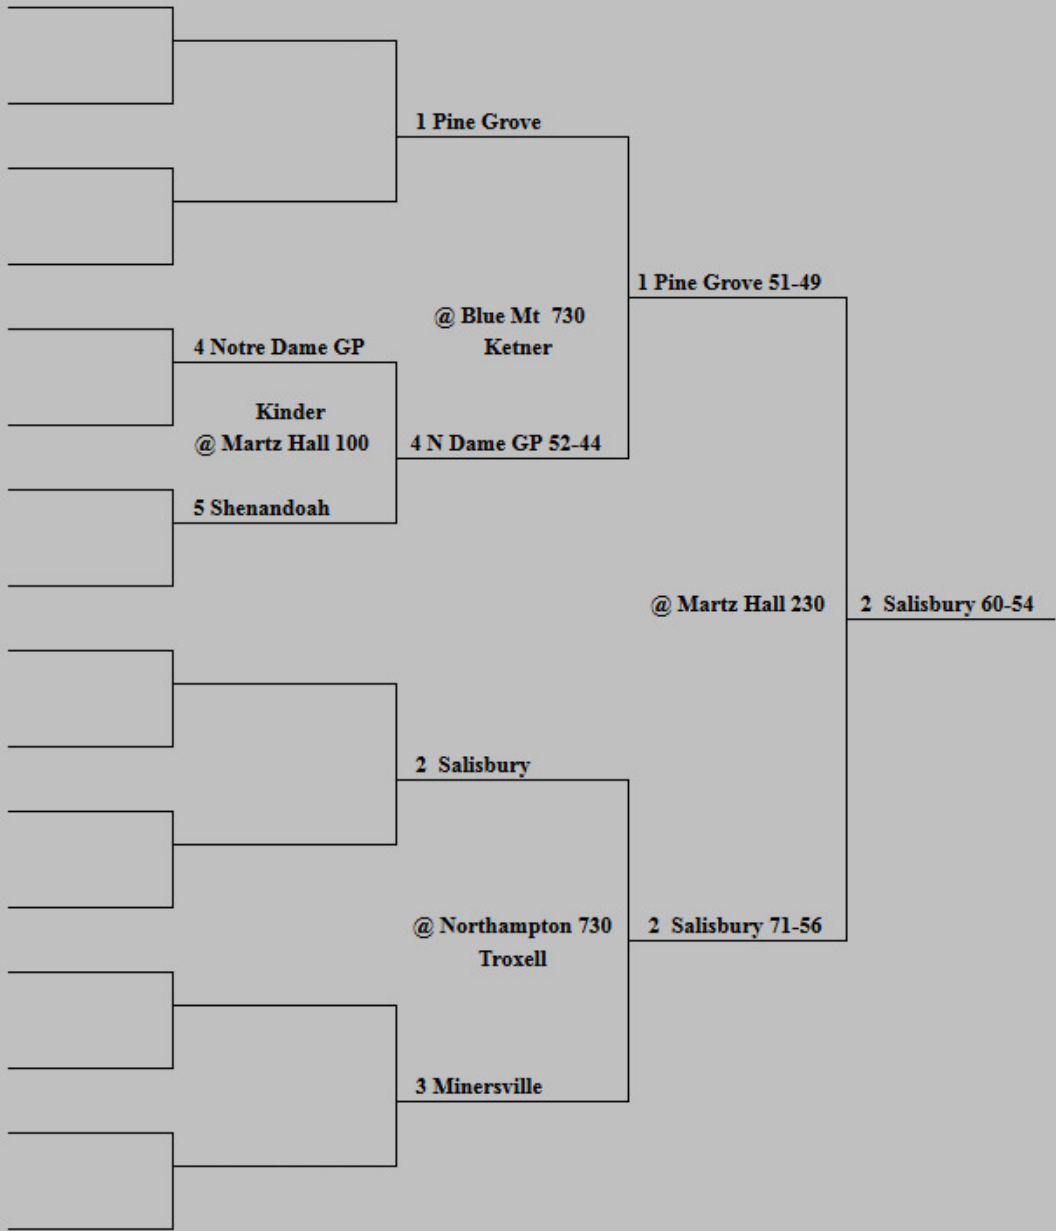 1 Pine Grove
1 Pine Grove 51-49
@ Blue Mt 730
Ketner
4 Notre Dame GP
Kinder
@ Martz Hall 100
4 N Dame GP 52-44
5 Shenandoah
@ Martz Hall 230
2 Salisbury 60-54
2 Salisbury
@ Northampton 730
Troxell
2 Salisbury 71-56
3 Minersville